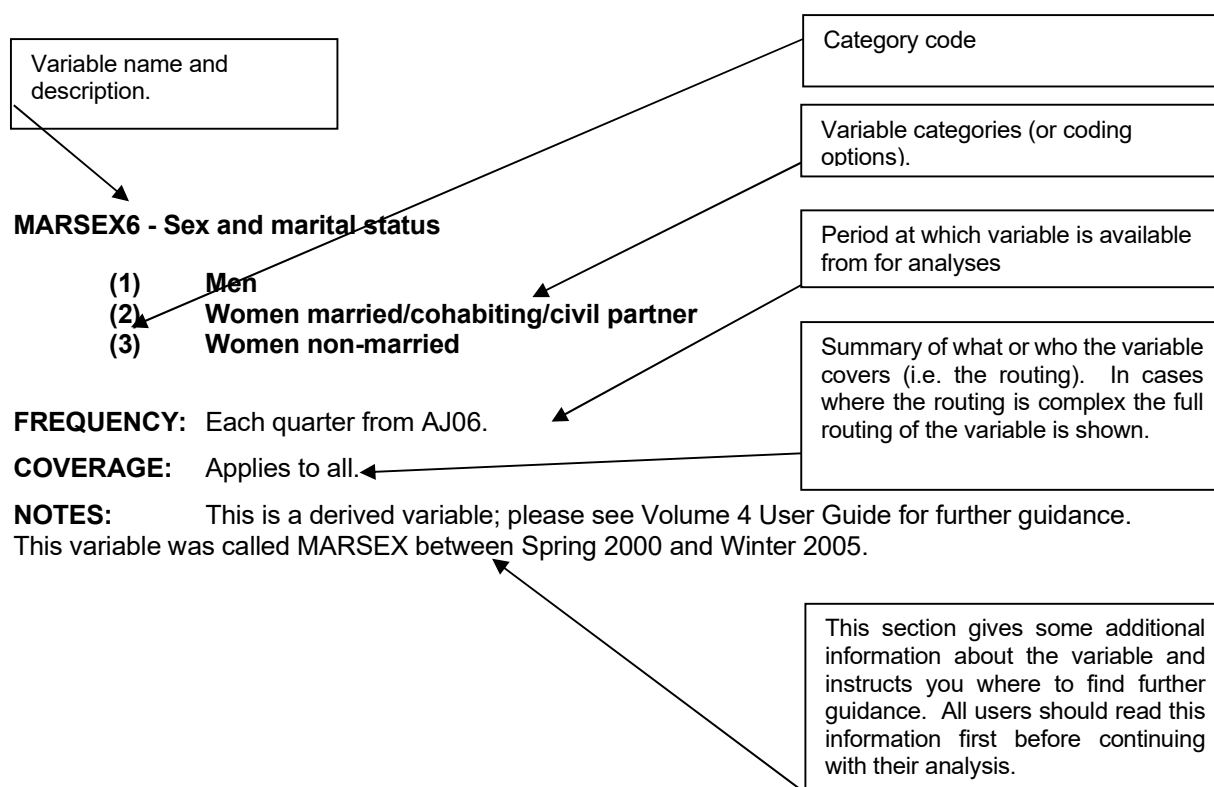 Category code
Variable name and
description.
Variable categories (or coding
options).
MARSEX6 - Sex and marital status
Period at which variable is available
from for analyses
(1) Men
(2) Women married/cohabiting/civil partner
(3) Women non-married
Summary of what or who the variable
covers (i.e. the routing). In cases
where the routing is complex the full
routing of the variable is shown.
FREQUENCY: Each quarter from AJ06.
COVERAGE: Applies to all.
NOTES: This is a derived variable; please see Volume 4 User Guide for further guidance.
This variable was called MARSEX between Spring 2000 and Winter 2005.
This section gives some additional
information about the variable and
instructs you where to find further
guidance. All users should read this
information first before continuing
with their analysis.